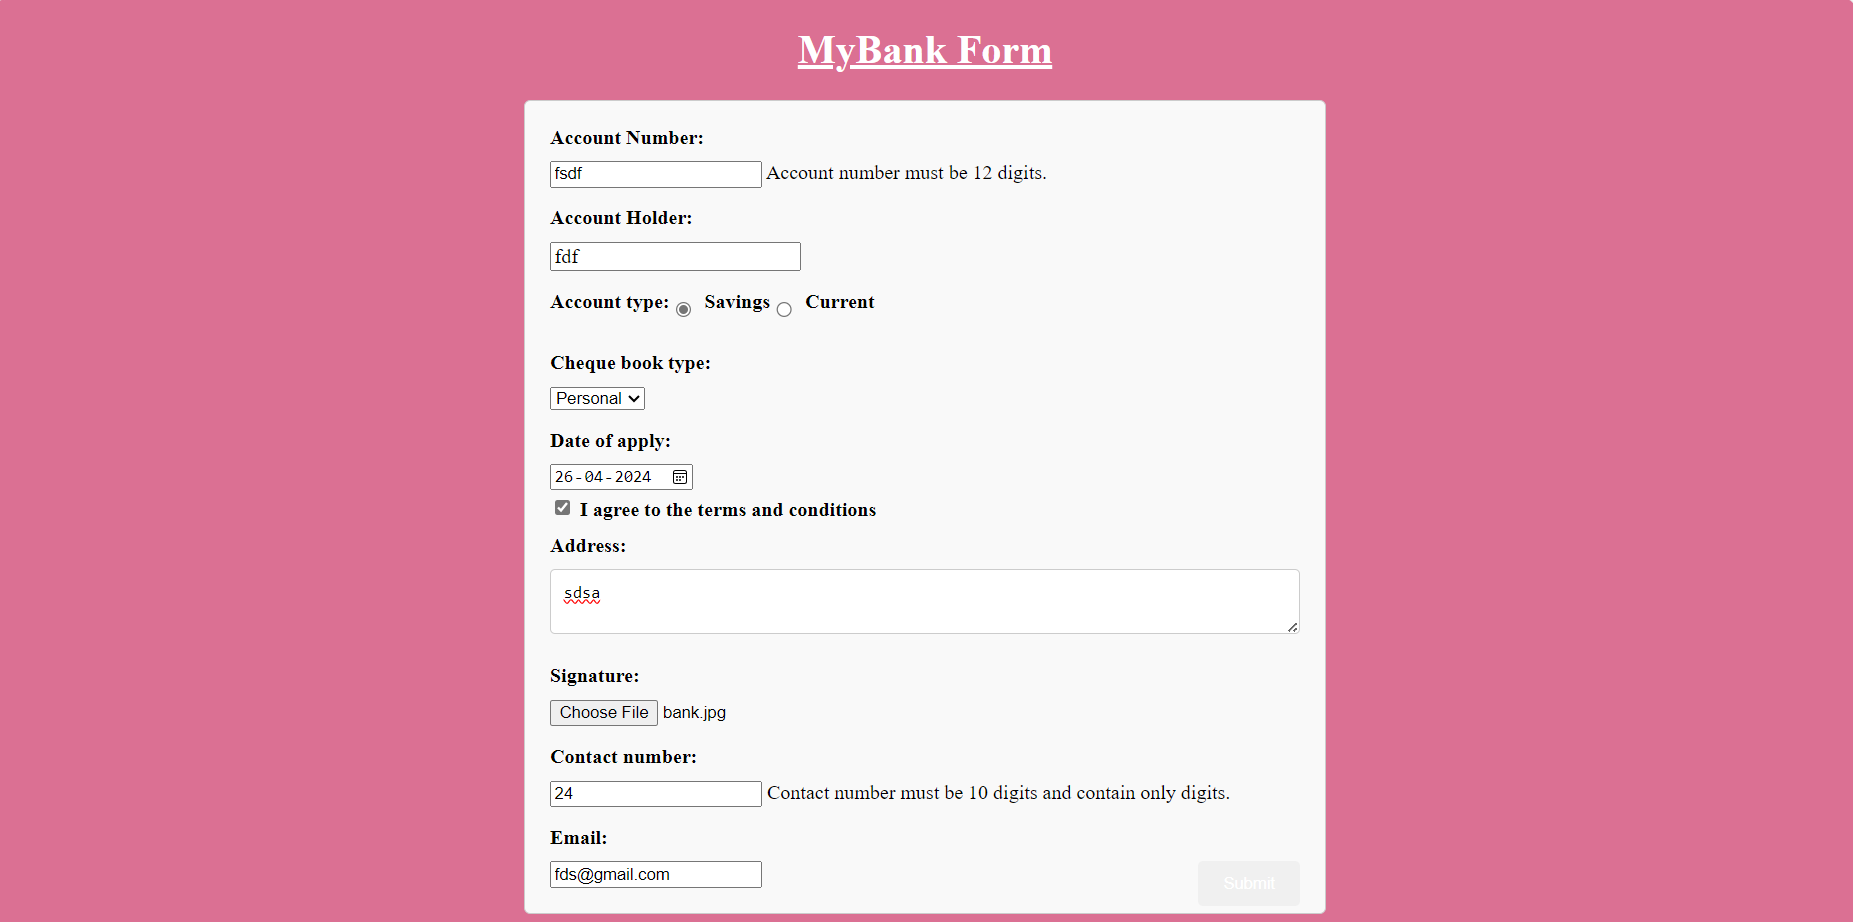 MyBank Form
Account Number:
fsdf Account number must be 12 digits.
Account Holder:
fdf
Account type: Savings Current
Cheque book type:
Personal
Date of apply:
26-04-2024
I agree to the terms and conditions
Address:
sdsa
Signature:
Choose File bank.jpg
Contact number:
24 Contact number must be 10 digits and contain only digits.
Email:
fds@gmail.com
Submit